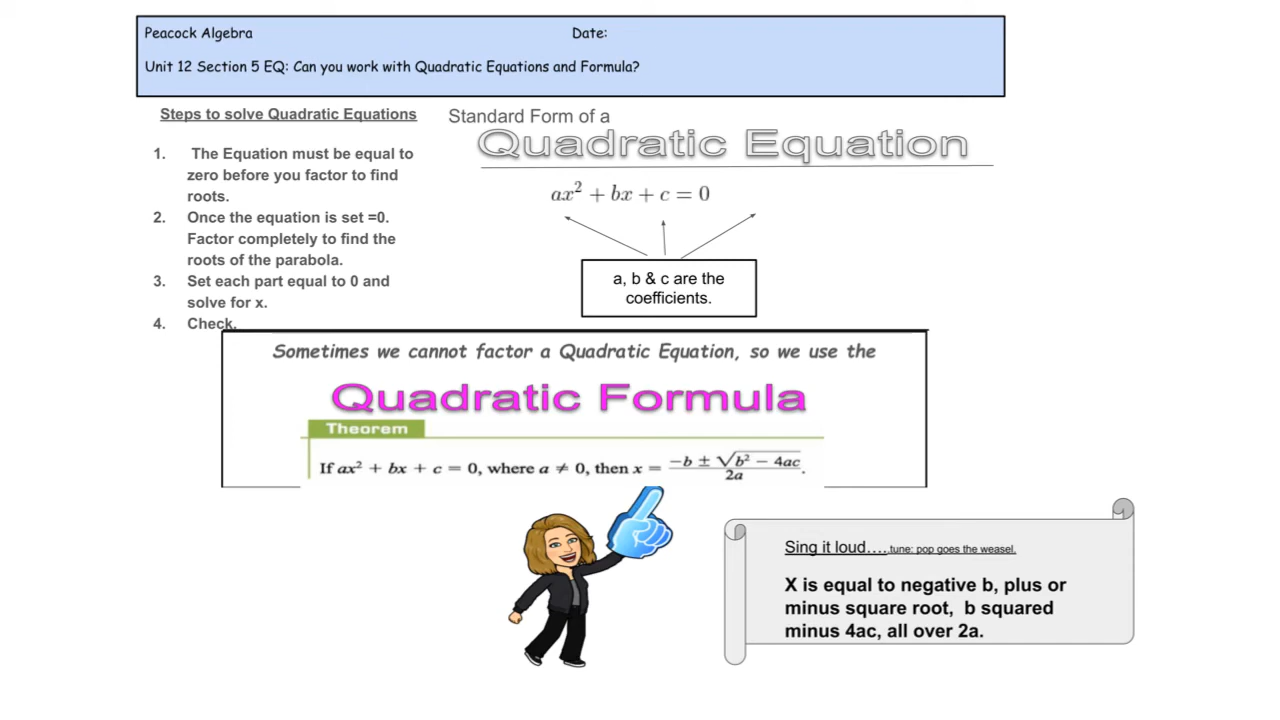 Peacock Algebra Date:
Unit 12 Section 5 EQ: Can you work with Quadratic Equations and Formula?
Steps to solve Quadratic Equations
1. The Equation must be equal to
zero before you factor to find
roots.
2. Once the equation is set =0.
Factor completely to find the
roots of the parabola.
3. Set each part equal to 0 and
solve for x.
4. Check.
Standard Form of a
Quadratic Equation
ax² + bx + c = 0
a, b & c are the
coefficients.
Sometimes we cannot factor a Quadratic Equation, so we use the
Quadratic Formula
Theorem
If ax² + bx + c = 0, where a ≠ 0, then x = (-b ± √(b² − 4ac))/(2a).
Sing it loud.....tune: pop goes the weasel.
X is equal to negative b, plus or
minus square root, b squared
minus 4ac, all over 2a.